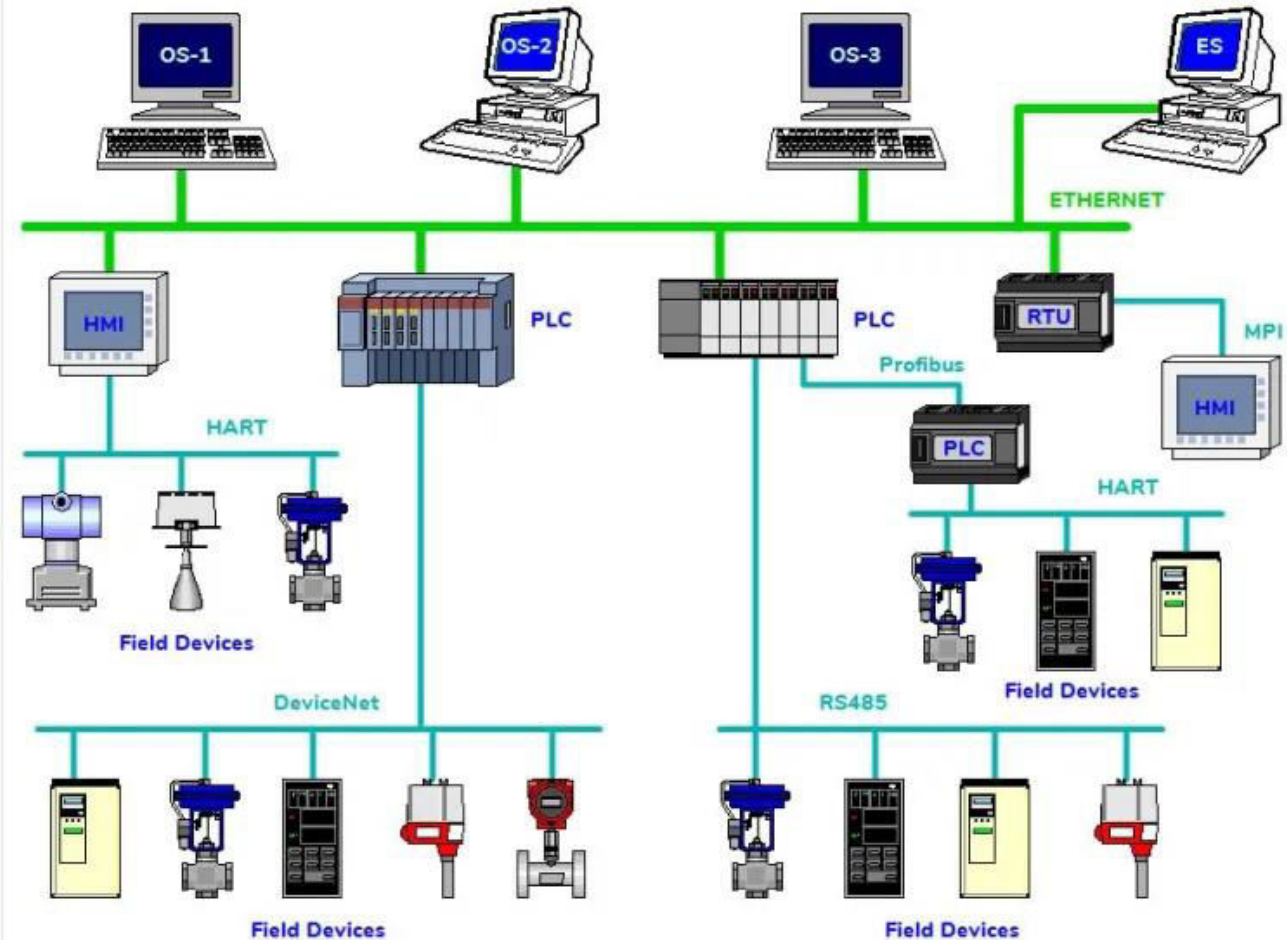 OS-1
OS-2
OS-3
ES
ETHERNET
HMI
PLC
PLC
RTU
MPI
Profibus
HMI
PLC
HART
HART
Field Devices
Field Devices
DeviceNet
RS485
Field Devices
Field Devices